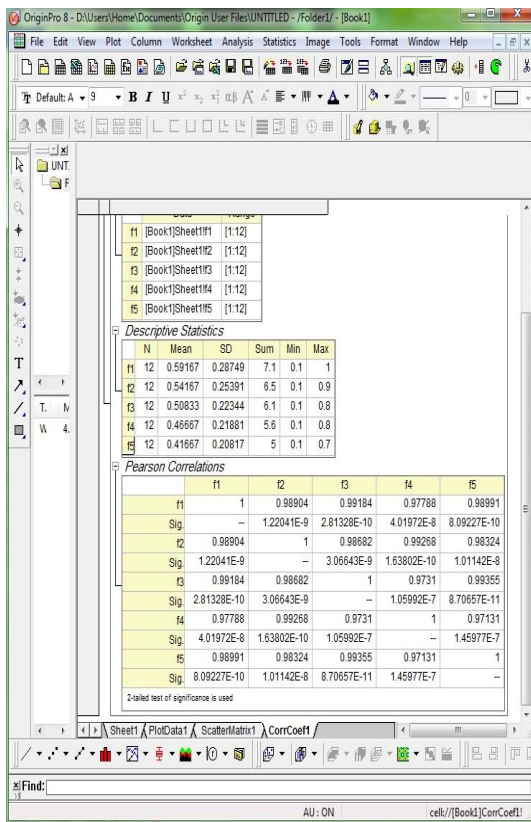 OriginPro 8 - D:\Users\Home\Documents\Origin User Files\UNTITLED - /Folder1/ - [Book1]
File Edit View Plot Column Worksheet Analysis Statistics Image Tools Format Window Help
Default: A 9 B I U
0
UNT
F
f1 [Book1]Sheet1!f1 [1:12]
f2 [Book1]Sheet1!f2 [1:12]
f3 [Book1]Sheet1!f3 [1:12]
f4 [Book1]Sheet1!f4 [1:12]
f5 [Book1]Sheet1!f5 [1:12]
Descriptive Statistics
N Mean SD Sum Min Max
f1 12 0.59167 0.28749 7.1 0.1 1
f2 12 0.54167 0.25391 6.5 0.1 0.9
f3 12 0.50833 0.22344 6.1 0.1 0.8
f4 12 0.46667 0.21881 5.6 0.1 0.8
f5 12 0.41667 0.20817 5 0.1 0.7
Pearson Correlations
f1 f2 f3 f4 f5
f1 1 0.98904 0.99184 0.97788 0.98991
Sig. -- 1.22041E-9 2.81328E-10 4.01972E-8 8.09227E-10
f2 0.98904 1 0.98682 0.99268 0.98324
Sig. 1.22041E-9 -- 3.06643E-9 1.63802E-10 1.01142E-8
f3 0.99184 0.98682 1 0.9731 0.99355
Sig. 2.81328E-10 3.06643E-9 -- 1.05992E-7 8.70657E-11
f4 0.97788 0.99268 0.9731 1 0.97131
Sig. 4.01972E-8 1.63802E-10 1.05992E-7 -- 1.45977E-7
f5 0.98991 0.98324 0.99355 0.97131 1
Sig. 8.09227E-10 1.01142E-8 8.70657E-11 1.45977E-7 --
2-tailed test of significance is used
Sheet1 PlotData1 ScatterMatrix1 CorrCoef1
Find:
AU : ON cell://[Book1]CorrCoef1!